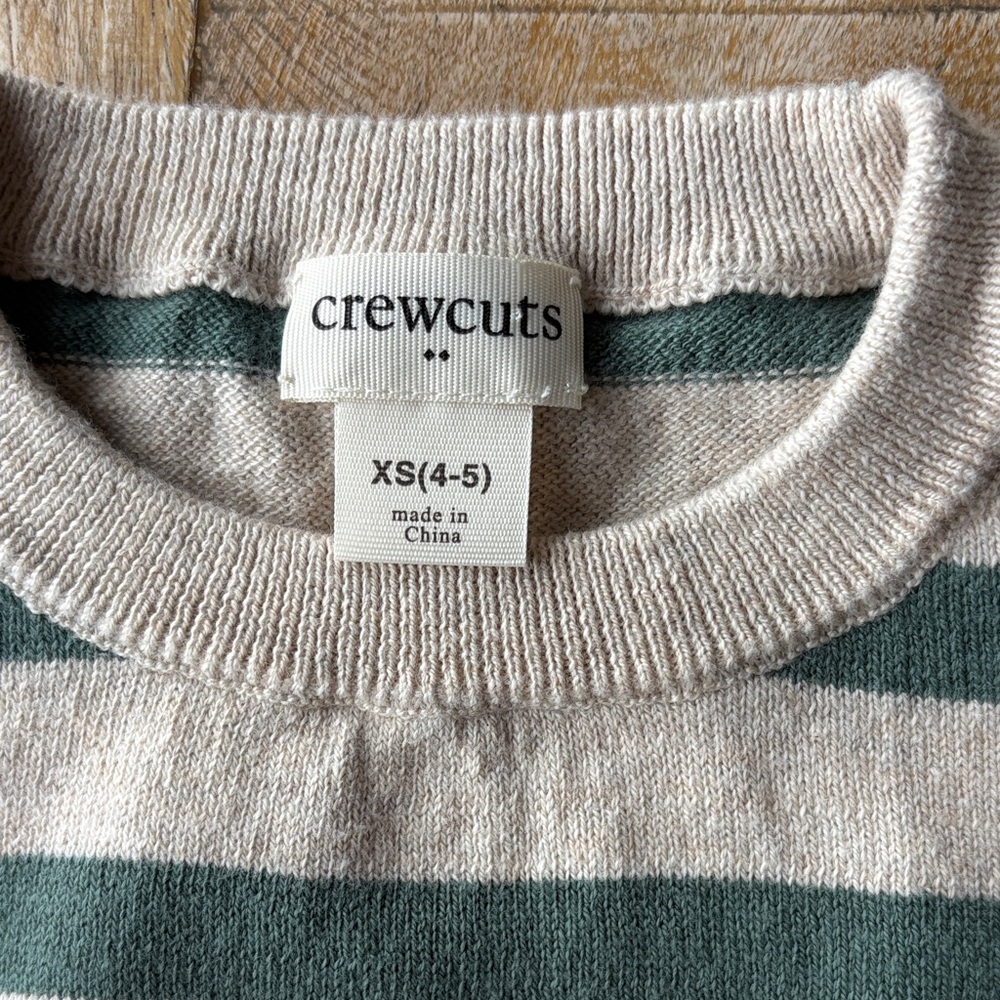 crewcuts
XS(4-5)
made in
China